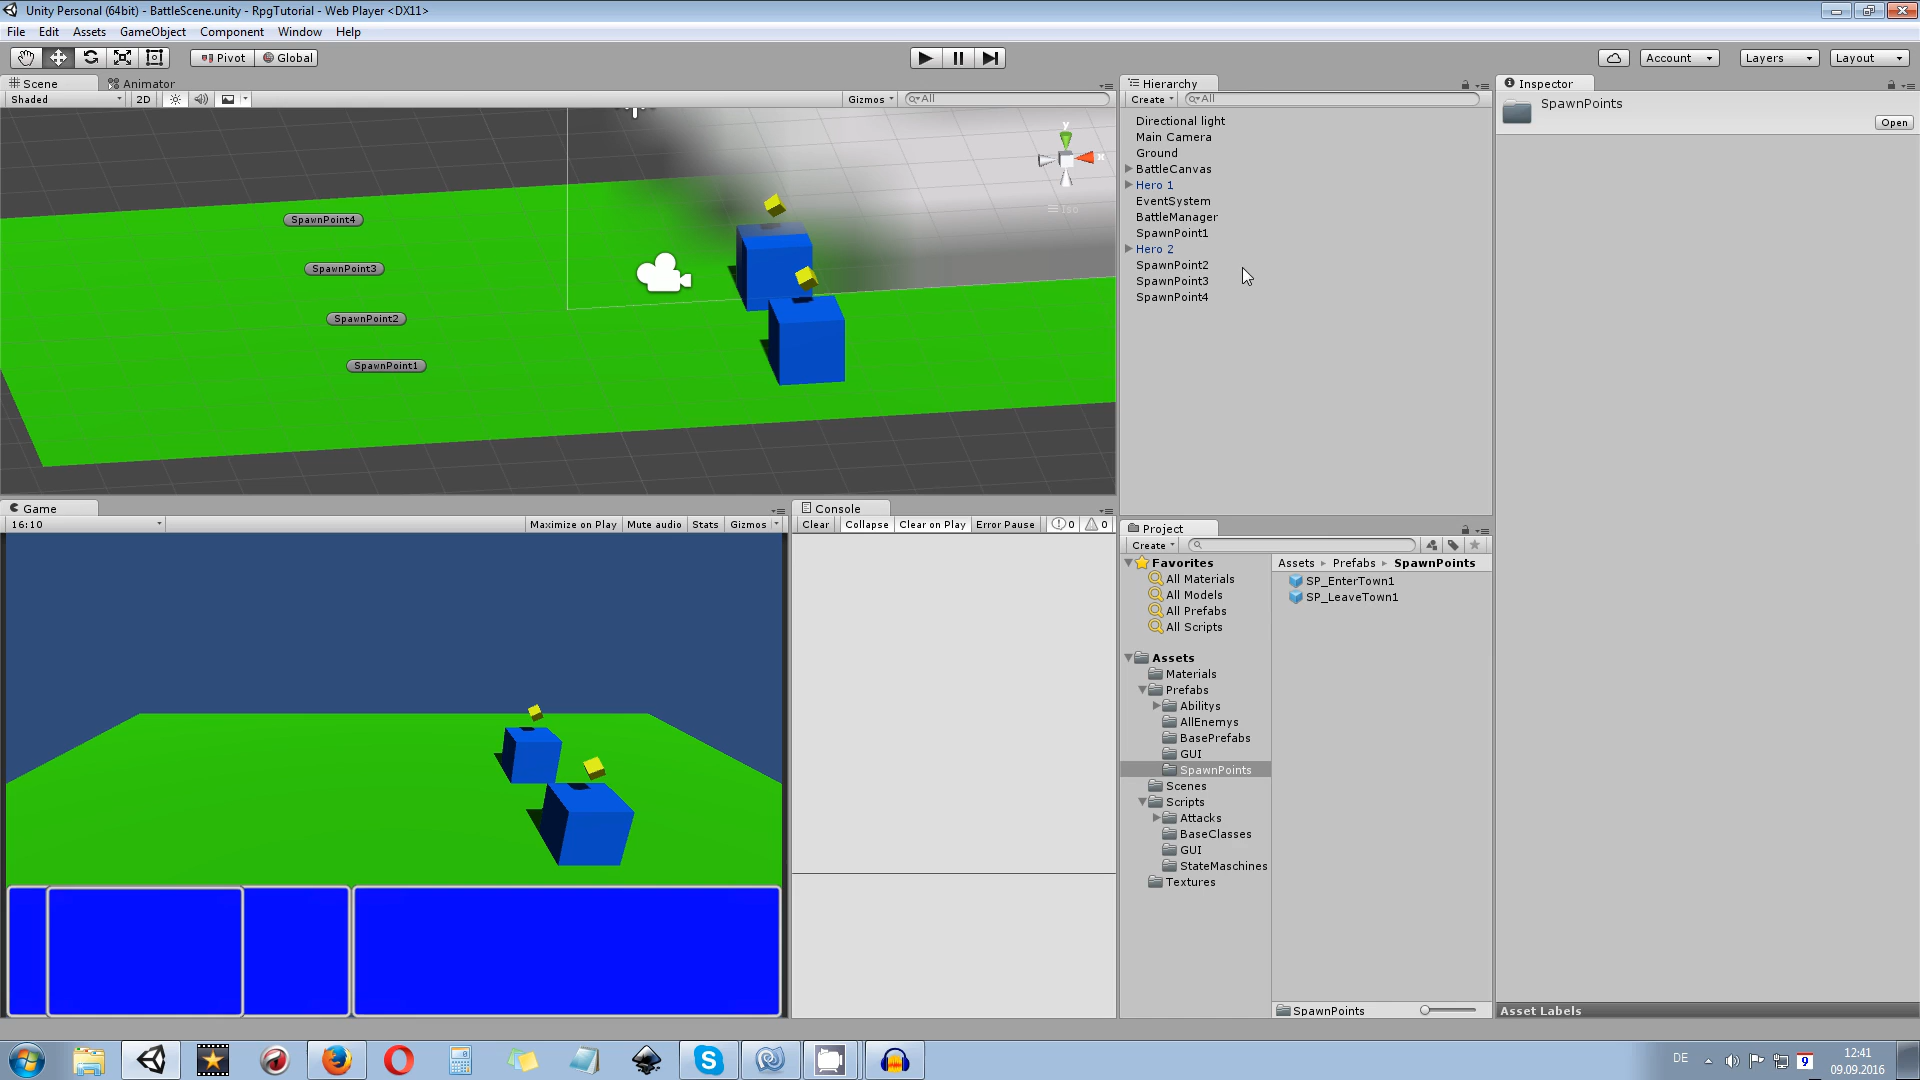 Unity Personal (64bit) - BattleScene.unity - RpgTutorial - Web Player <DX11>
File Edit Assets GameObject Component Window Help
Pivot Global Account Layers Layout
Scene Animator
Shaded 2D Gizmos All
SpawnPoint4
SpawnPoint3
SpawnPoint2
SpawnPoint1
y
x
Iso
Hierarchy
Create All
Directional light
Main Camera
Ground
BattleCanvas
Hero 1
EventSystem
BattleManager
SpawnPoint1
Hero 2
SpawnPoint2
SpawnPoint3
SpawnPoint4
Inspector
SpawnPoints
Open
Game
16:10 Maximize on Play Mute audio Stats Gizmos
Console
Clear Collapse Clear on Play Error Pause 0 0
Project
Create
Favorites
All Materials
All Models
All Prefabs
All Scripts
Assets
Materials
Prefabs
Abilitys
AllEnemys
BasePrefabs
GUI
SpawnPoints
Scenes
Scripts
Attacks
BaseClasses
GUI
StateMaschines
Textures
Assets Prefabs SpawnPoints
SP_EnterTown1
SP_LeaveTown1
SpawnPoints
Asset Labels
DE 9 12:41
09.09.2016